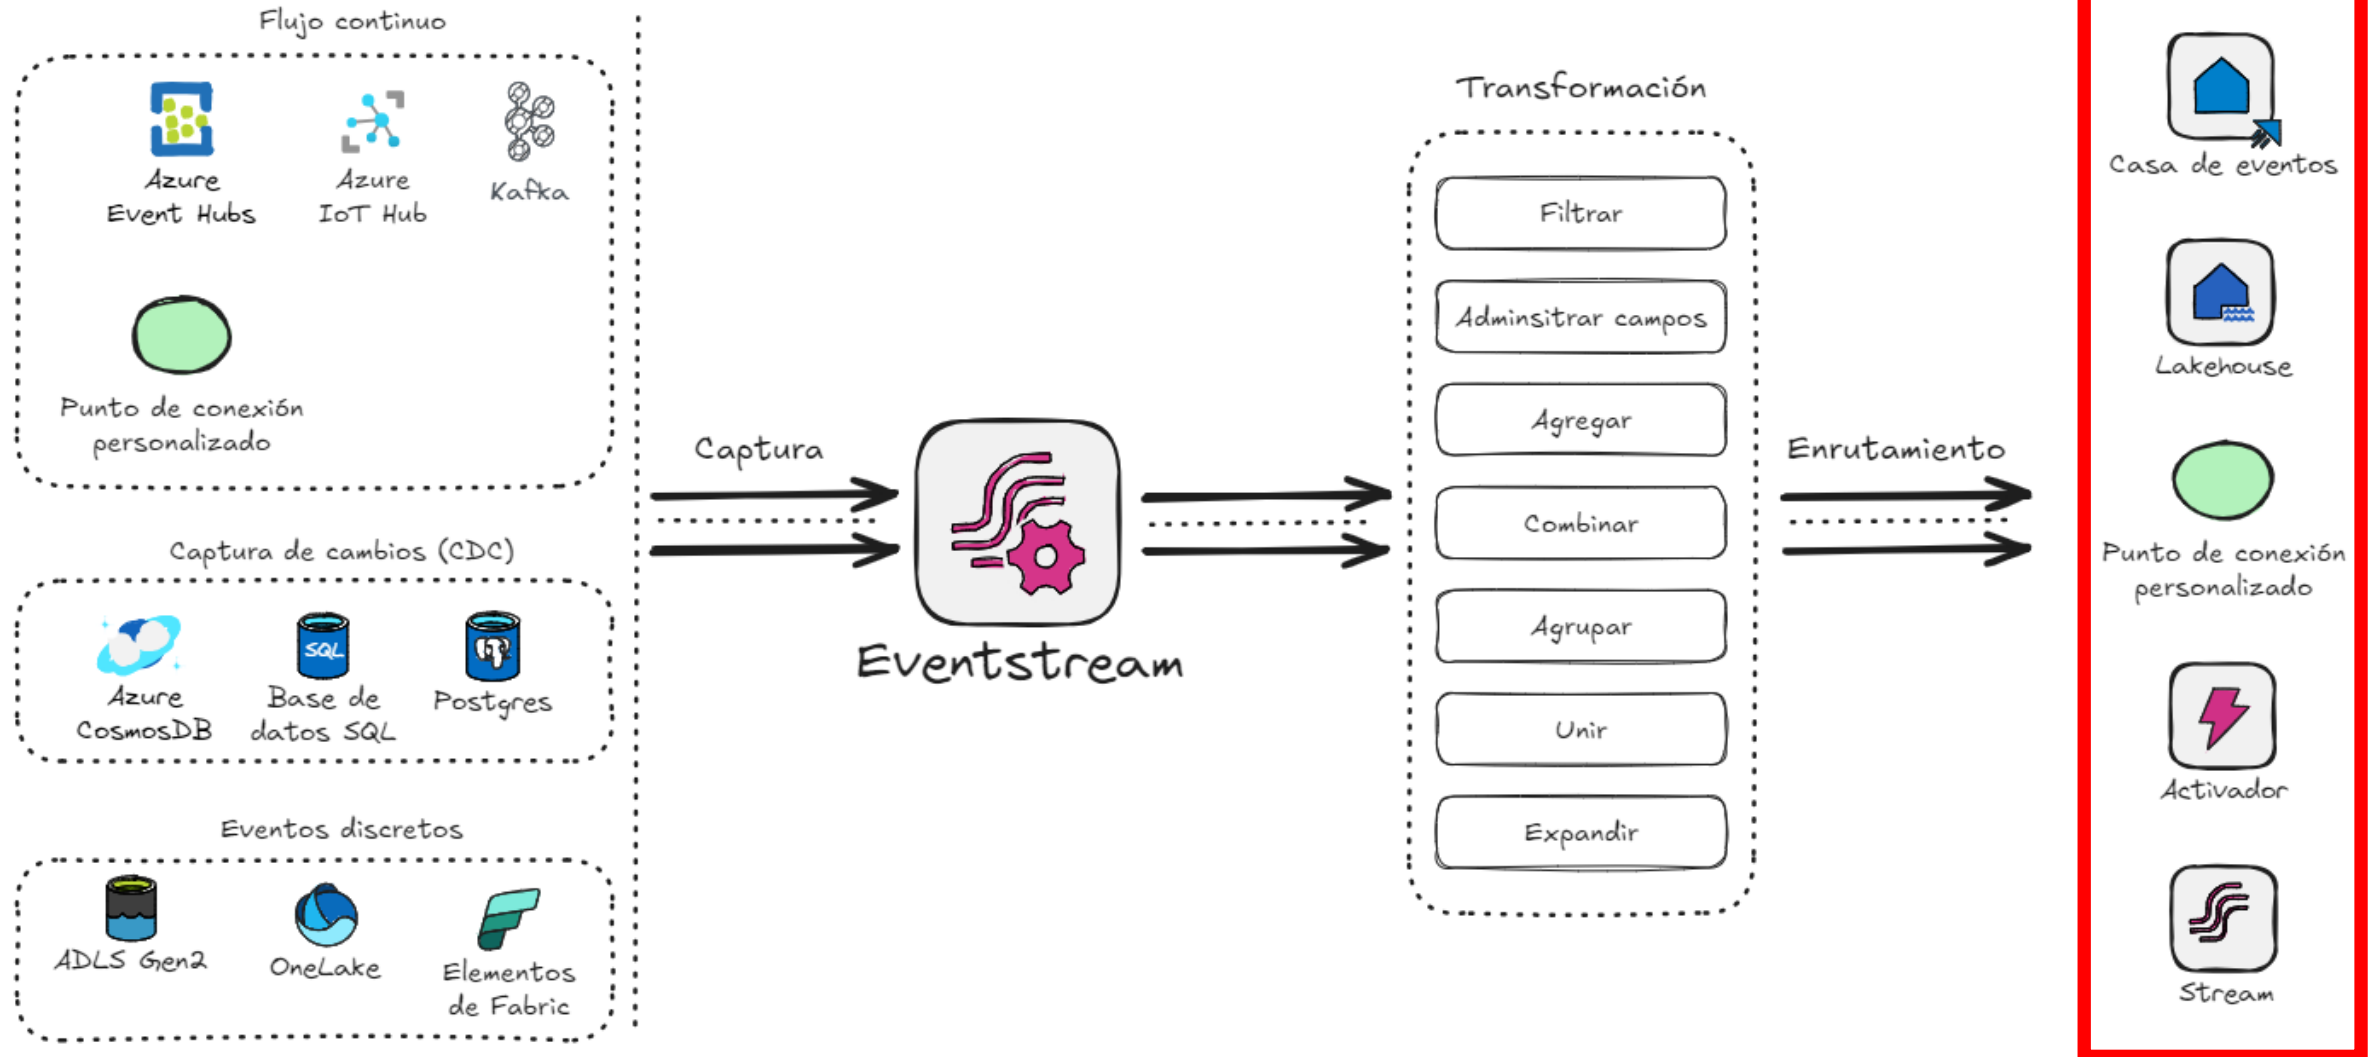 Flujo continuo
Azure
Event Hubs
Azure
IoT Hub
Kafka
Punto de conexión
personalizado
Captura de cambios (CDC)
Azure
CosmosDB
SQL
Base de
datos SQL
Postgres
Eventos discretos
ADLS Gen2
OneLake
Elementos
de Fabric
Captura
Eventstream
Transformación
Filtrar
Adminsitrar campos
Agregar
Combinar
Agrupar
Unir
Expandir
Enrutamiento
Casa de eventos
Lakehouse
Punto de conexión
personalizado
Activador
Stream